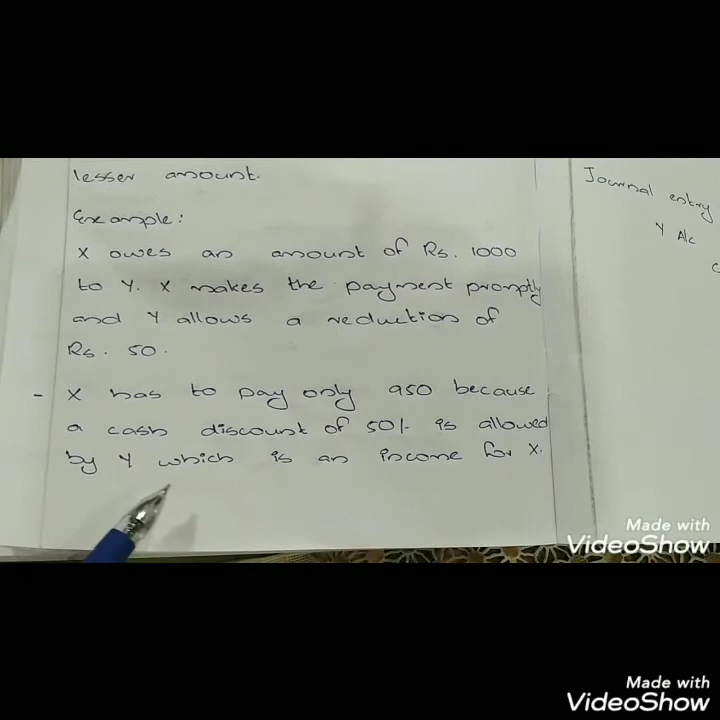 lesser amount.
Example:
X owes an amount of Rs. 1000
to Y. X makes the payment promptly
and Y allows a reduction of
Rs. 50.
- X has to pay only 950 because
a cash discount of 50/- is allowed
by Y which is an income for X.
Journal entry
Y A/c
Made with
VideoShow
Made with
VideoShow